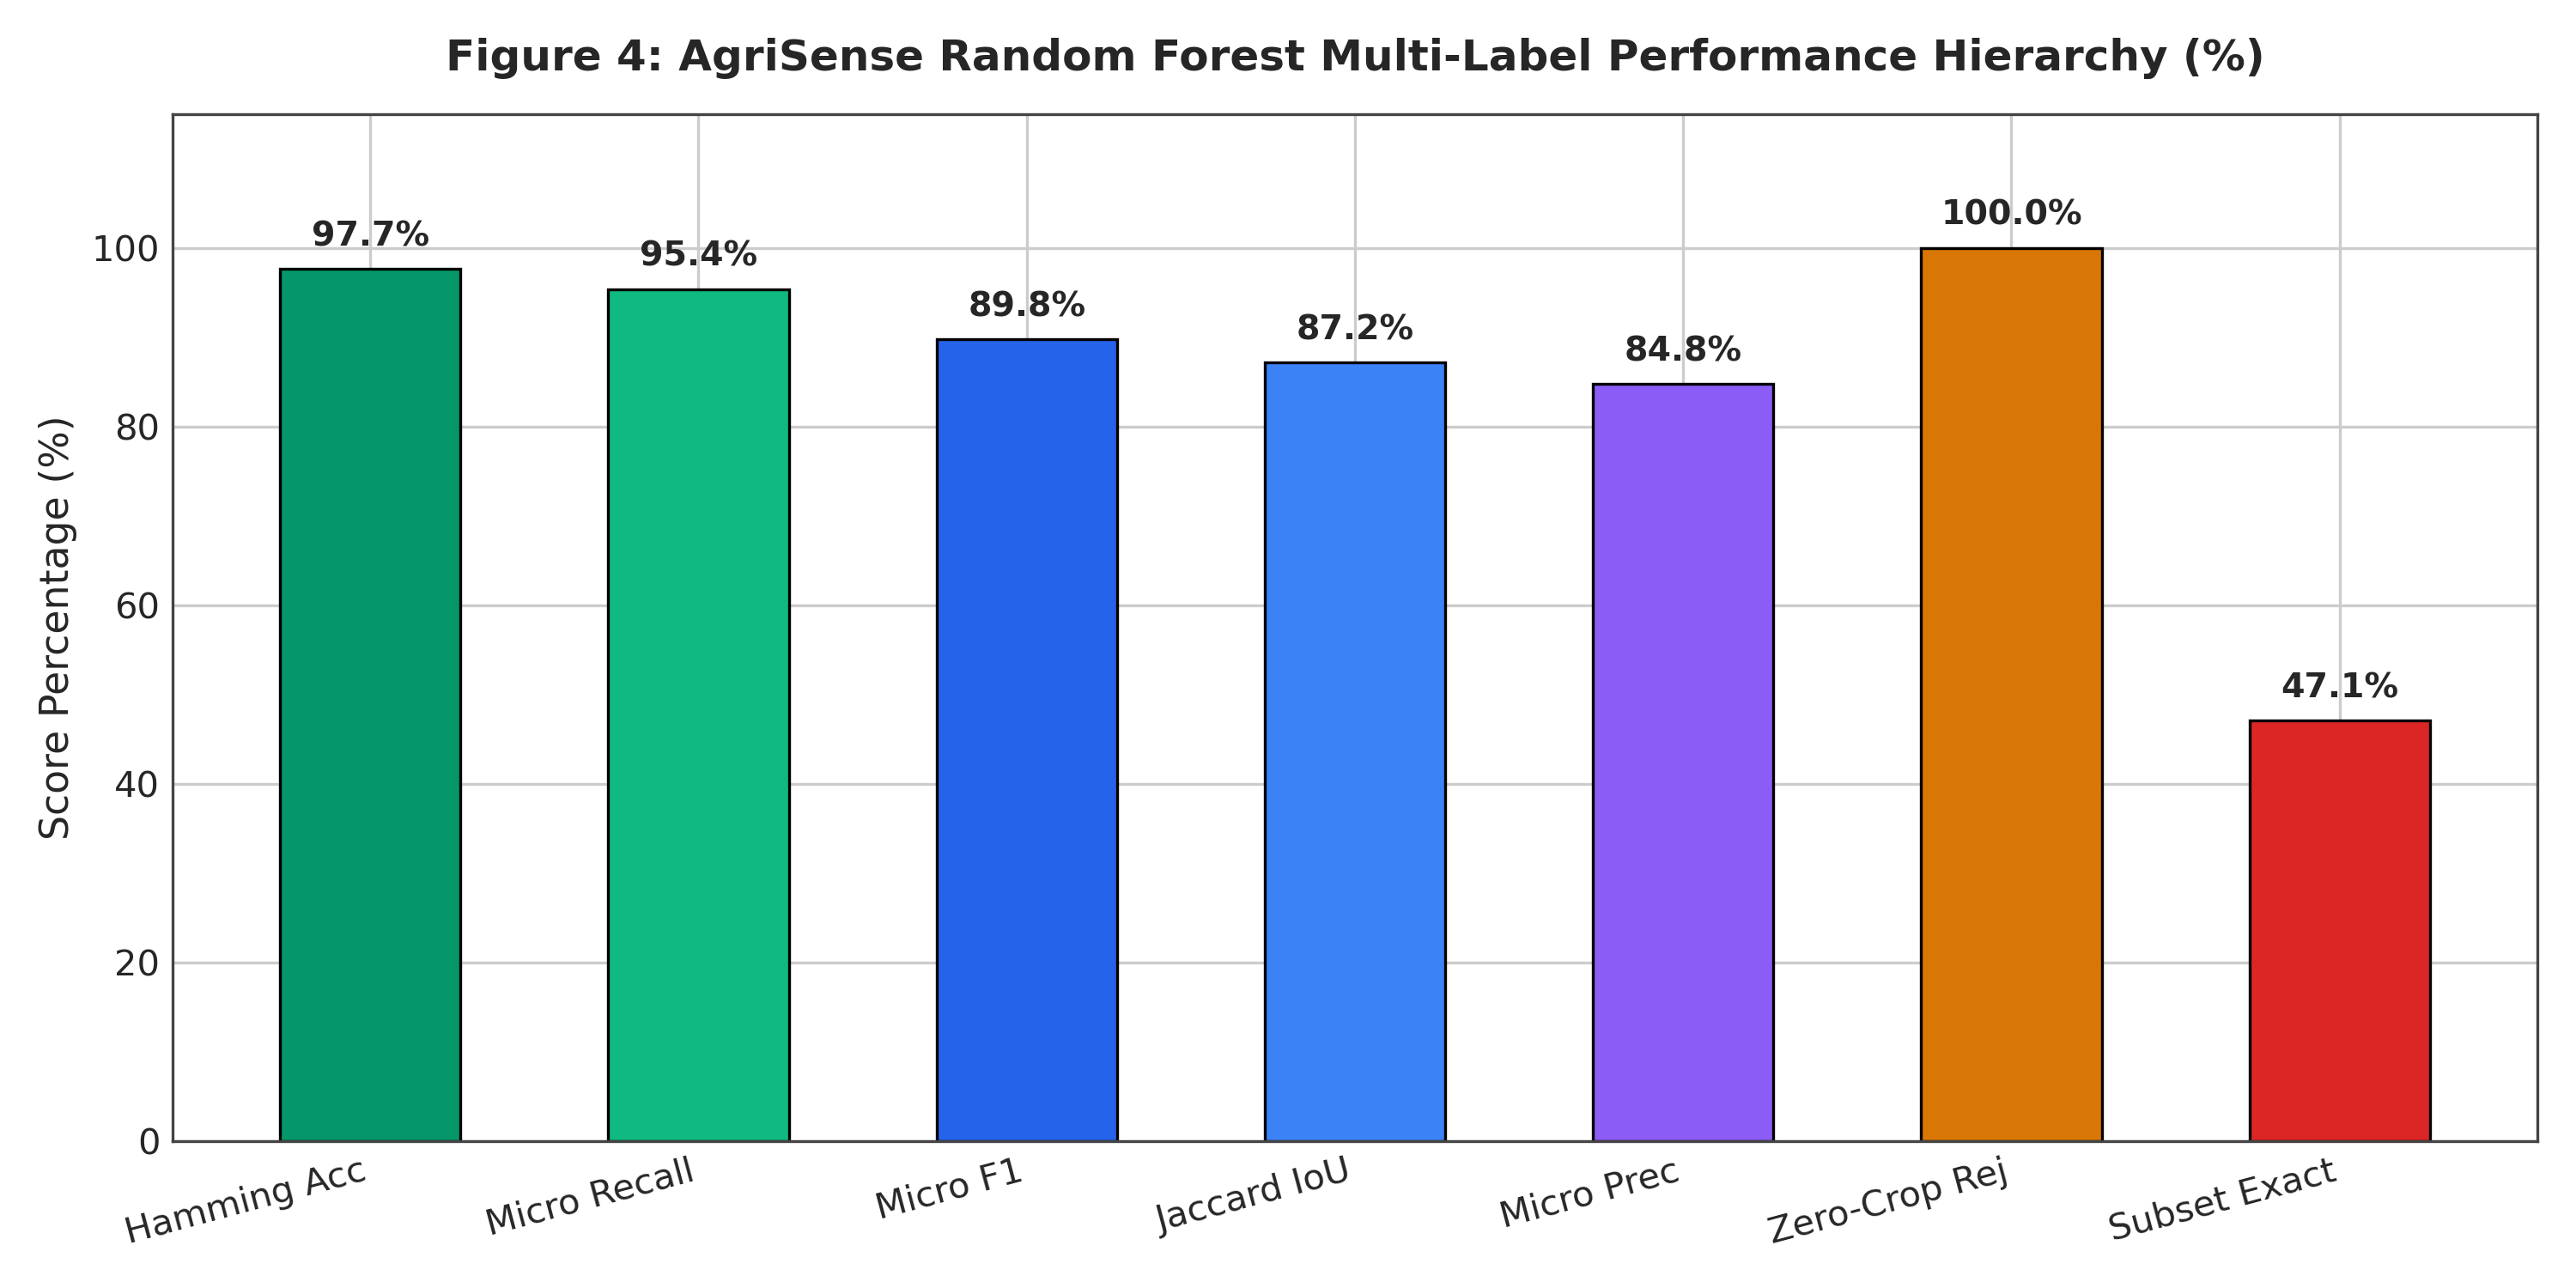 Figure 4: AgriSense Random Forest Multi-Label Performance Hierarchy (%)
Score Percentage (%)
100
80
60
40
20
0
97.7%
95.4%
89.8%
87.2%
84.8%
100.0%
47.1%
Hamming Acc
Micro Recall
Micro F1
Jaccard IoU
Micro Prec
Zero-Crop Rej
Subset Exact